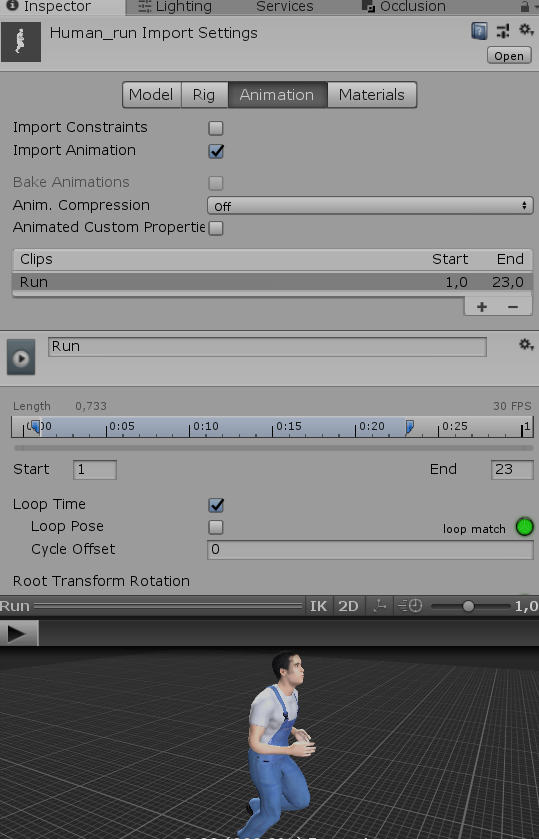 Inspector Lighting Services Occlusion
Human_run Import Settings
Open
Model Rig Animation Materials
Import Constraints
Import Animation
Bake Animations
Anim. Compression Off
Animated Custom Propertie
Clips Start End
Run 1,0 23,0
+ −
Run
Length 0,733 30 FPS
0:05 0:10 0:15 0:20 0:25 1
Start 1 End 23
Loop Time
Loop Pose loop match
Cycle Offset 0
Root Transform Rotation
Run IK 2D 1,0